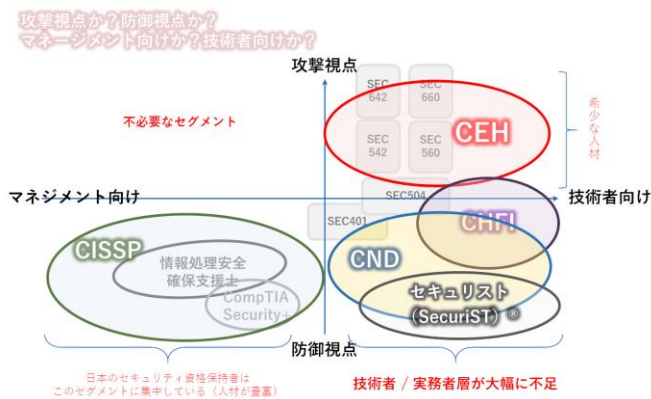 攻撃視点か？防御視点か？
マネージメント向けか？技術者向けか？
攻撃視点
SEC
642
SEC
660
不必要なセグメント
CEH
SEC
542
SEC
560
希少な人材
マネジメント向け
SEC504
技術者向け
SEC401
CHFI
CISSP
情報処理安全
確保支援士
CND
CompTIA
Security+
セキュリスト
（SecuriST）®
防御視点
日本のセキュリティ資格保持者は
このセグメントに集中している（人材が豊富）
技術者 / 実務者層が大幅に不足